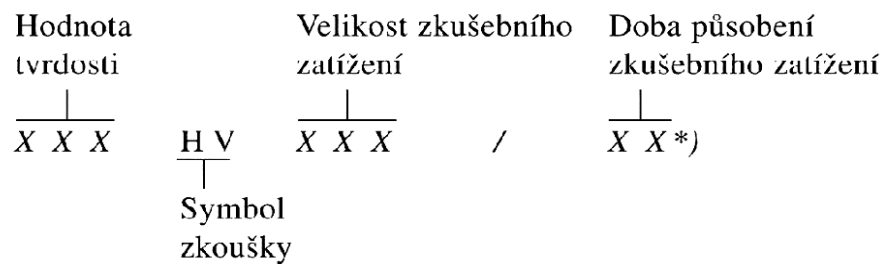 Hodnota Velikost zkušebního Doba působení
tvrdosti zatížení zkušebního zatížení
X X X H V X X X / X X *)
Symbol
zkoušky